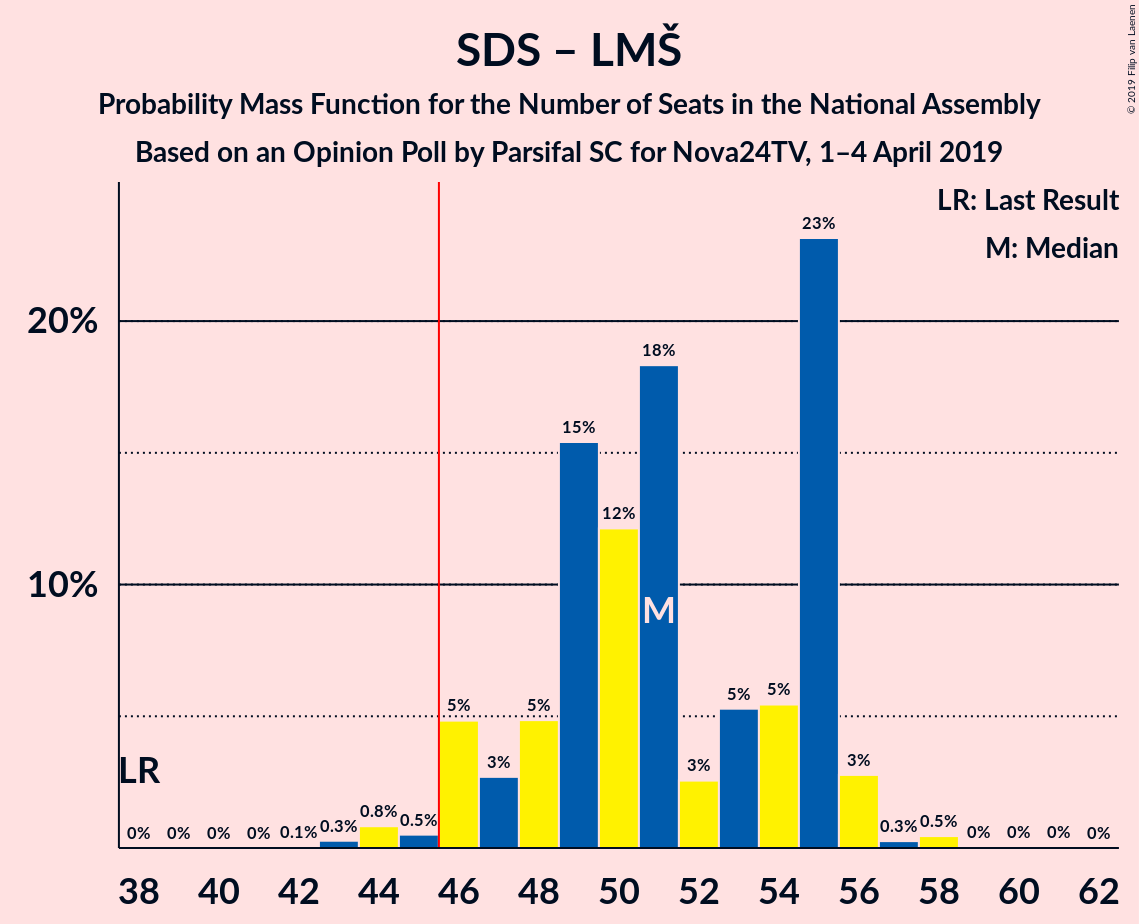 SDS – LMŠ
Probability Mass Function for the Number of Seats in the National Assembly
Based on an Opinion Poll by Parsifal SC for Nova24TV, 1–4 April 2019
© 2019 Filip van Laenen
LR: Last Result
M: Median
20%
10%
LR
M
0% 0% 0% 0% 0.1% 0.3% 0.8% 0.5% 5% 3% 5% 15% 12% 18% 3% 5% 5% 23% 3% 0.3% 0.5% 0% 0% 0% 0%
38 40 42 44 46 48 50 52 54 56 58 60 62